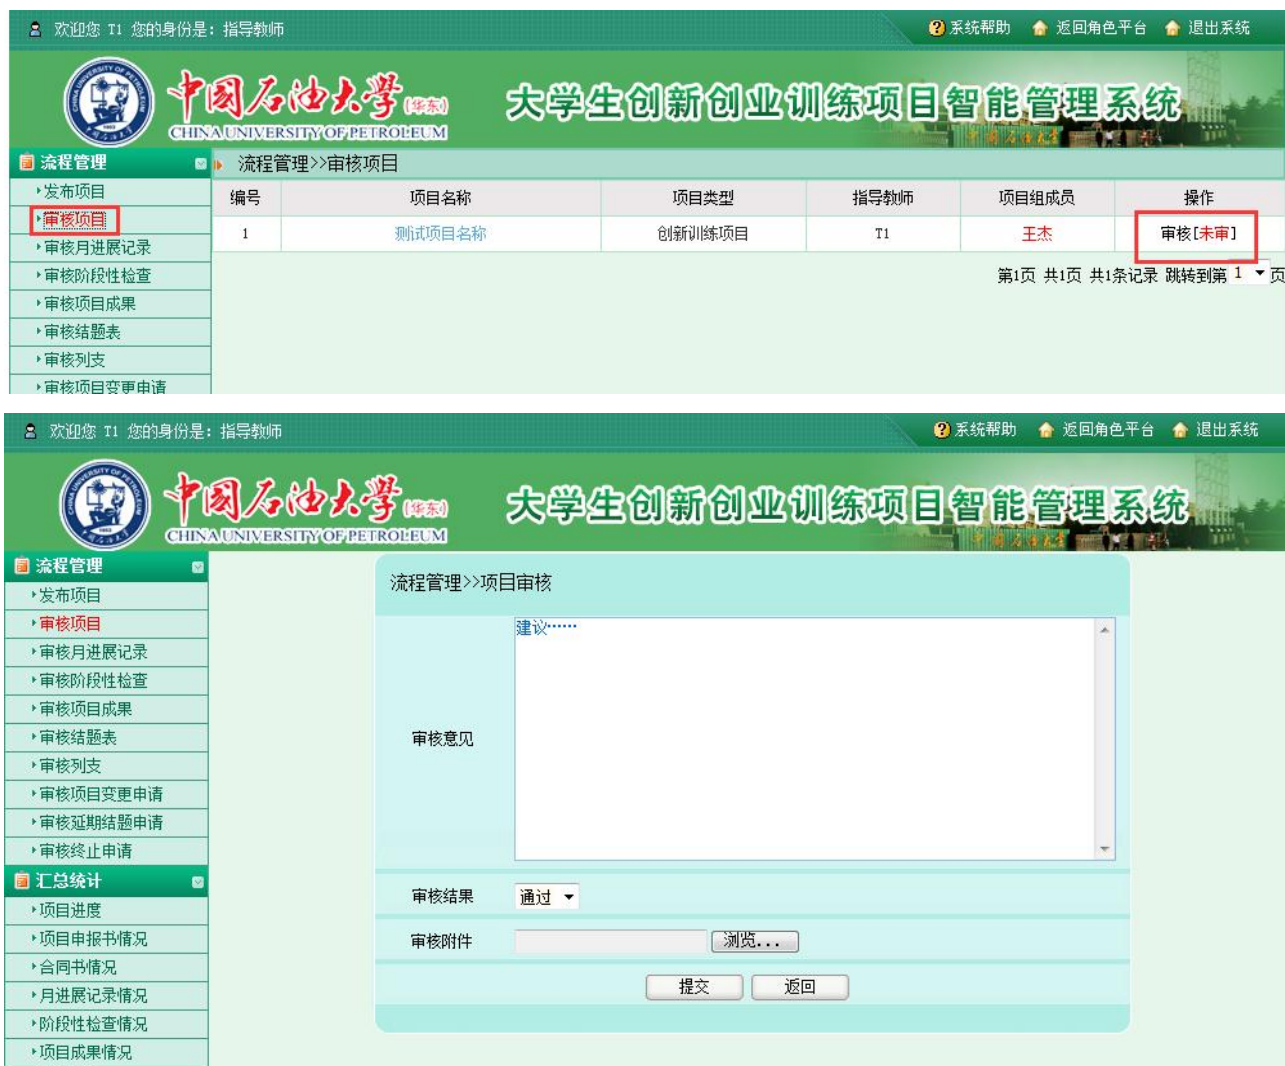 欢迎您 T1 您的身份是：指导教师 系统帮助 返回角色平台 退出系统
中国石油大学(华东) 大学生创新创业训练项目智能管理系统
CHINA UNIVERSITY OF PETROLEUM
流程管理 流程管理>>审核项目
发布项目
审核项目
审核月进展记录
审核阶段性检查
审核项目成果
审核结题表
审核列支
审核项目变更申请
编号 项目名称 项目类型 指导教师 项目组成员 操作
1 测试项目名称 创新训练项目 T1 王杰 审核[未审]
第1页 共1页 共1条记录 跳转到第 1 页
欢迎您 T1 您的身份是：指导教师 系统帮助 返回角色平台 退出系统
中国石油大学(华东) 大学生创新创业训练项目智能管理系统
CHINA UNIVERSITY OF PETROLEUM
流程管理
发布项目
审核项目
审核月进展记录
审核阶段性检查
审核项目成果
审核结题表
审核列支
审核项目变更申请
审核延期结题申请
审核终止申请
汇总统计
项目进度
项目申报书情况
合同书情况
月进展记录情况
阶段性检查情况
项目成果情况
流程管理>>项目审核
建议……
审核意见
审核结果 通过
审核附件 浏览...
提交 返回